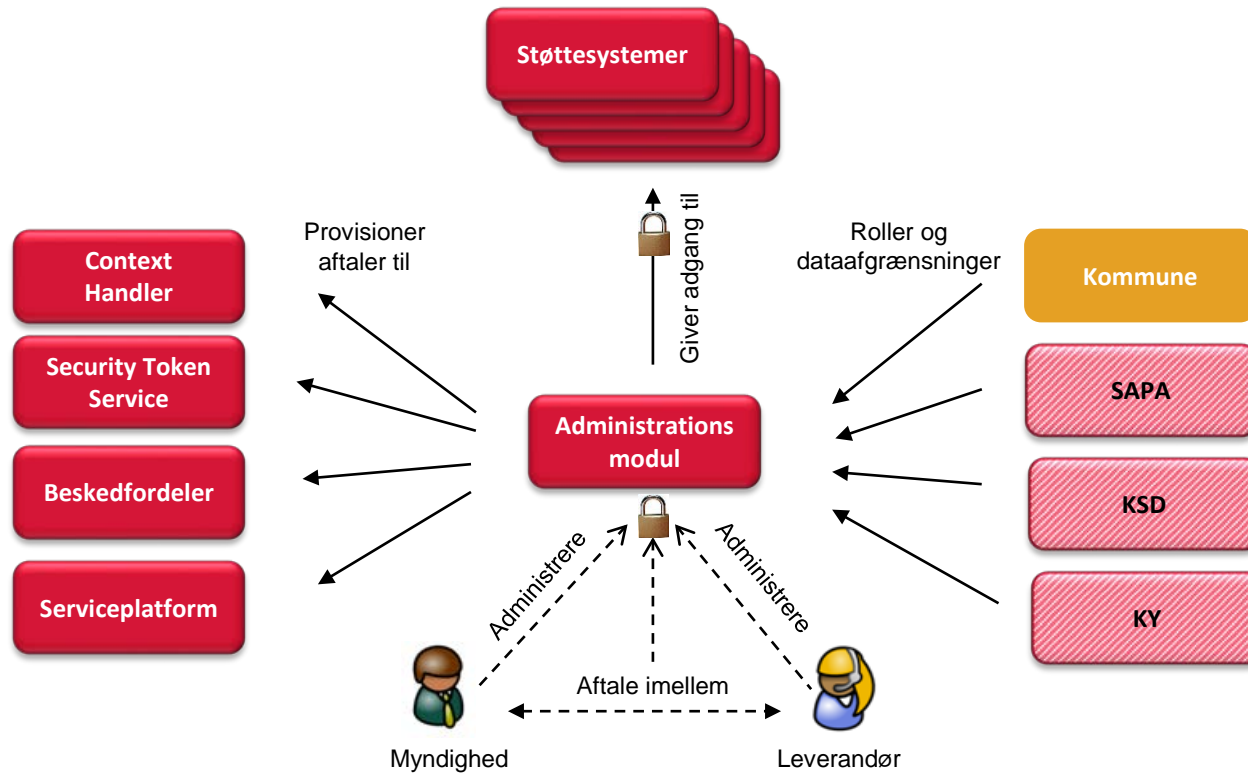 Støttesystemer
Giver adgang til
Provisioner
aftaler til
Roller og
dataafgrænsninger
Context
Handler
Security Token
Service
Beskedfordeler
Serviceplatform
Administrations
modul
Kommune
SAPA
KSD
KY
Administrere
Administrere
Aftale imellem
Myndighed
Leverandør